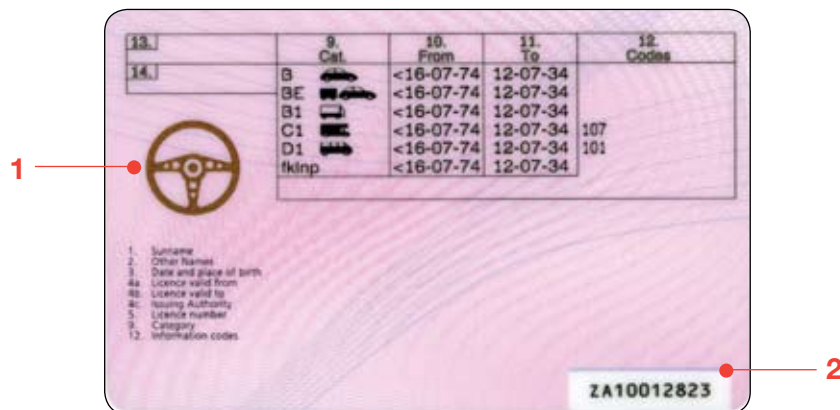 13. 9. 10. 11. 12.
Cat. From To Codes
14.
B <16-07-74 12-07-34
BE <16-07-74 12-07-34
B1 <16-07-74 12-07-34
C1 <16-07-74 12-07-34 107
D1 <16-07-74 12-07-34 101
fklnp <16-07-74 12-07-34
1
1. Surname
2. Other Names
3. Date and place of birth
4a. Licence valid from
4b. Licence valid to
4c. Issuing Authority
5. Licence number
9. Category
12. Information codes
2
ZA10012823